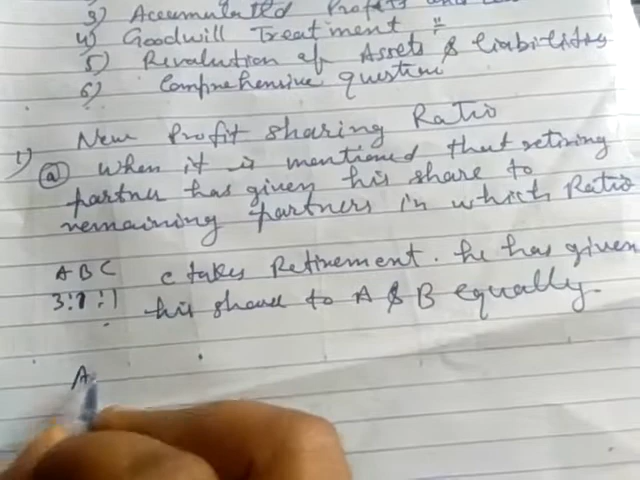 3) Accumulated Profits
4) Goodwill Treatment :-
5) Revaluation of Assets & liabilities
6) Comprehensive question
1) New Profit sharing Ratio
(a) When it is mentioned that retiring
partner has given his share to
remaining partners in which Ratio
A B C C takes Retirement. he has given
3:1:1 his share to A & B equally.
A